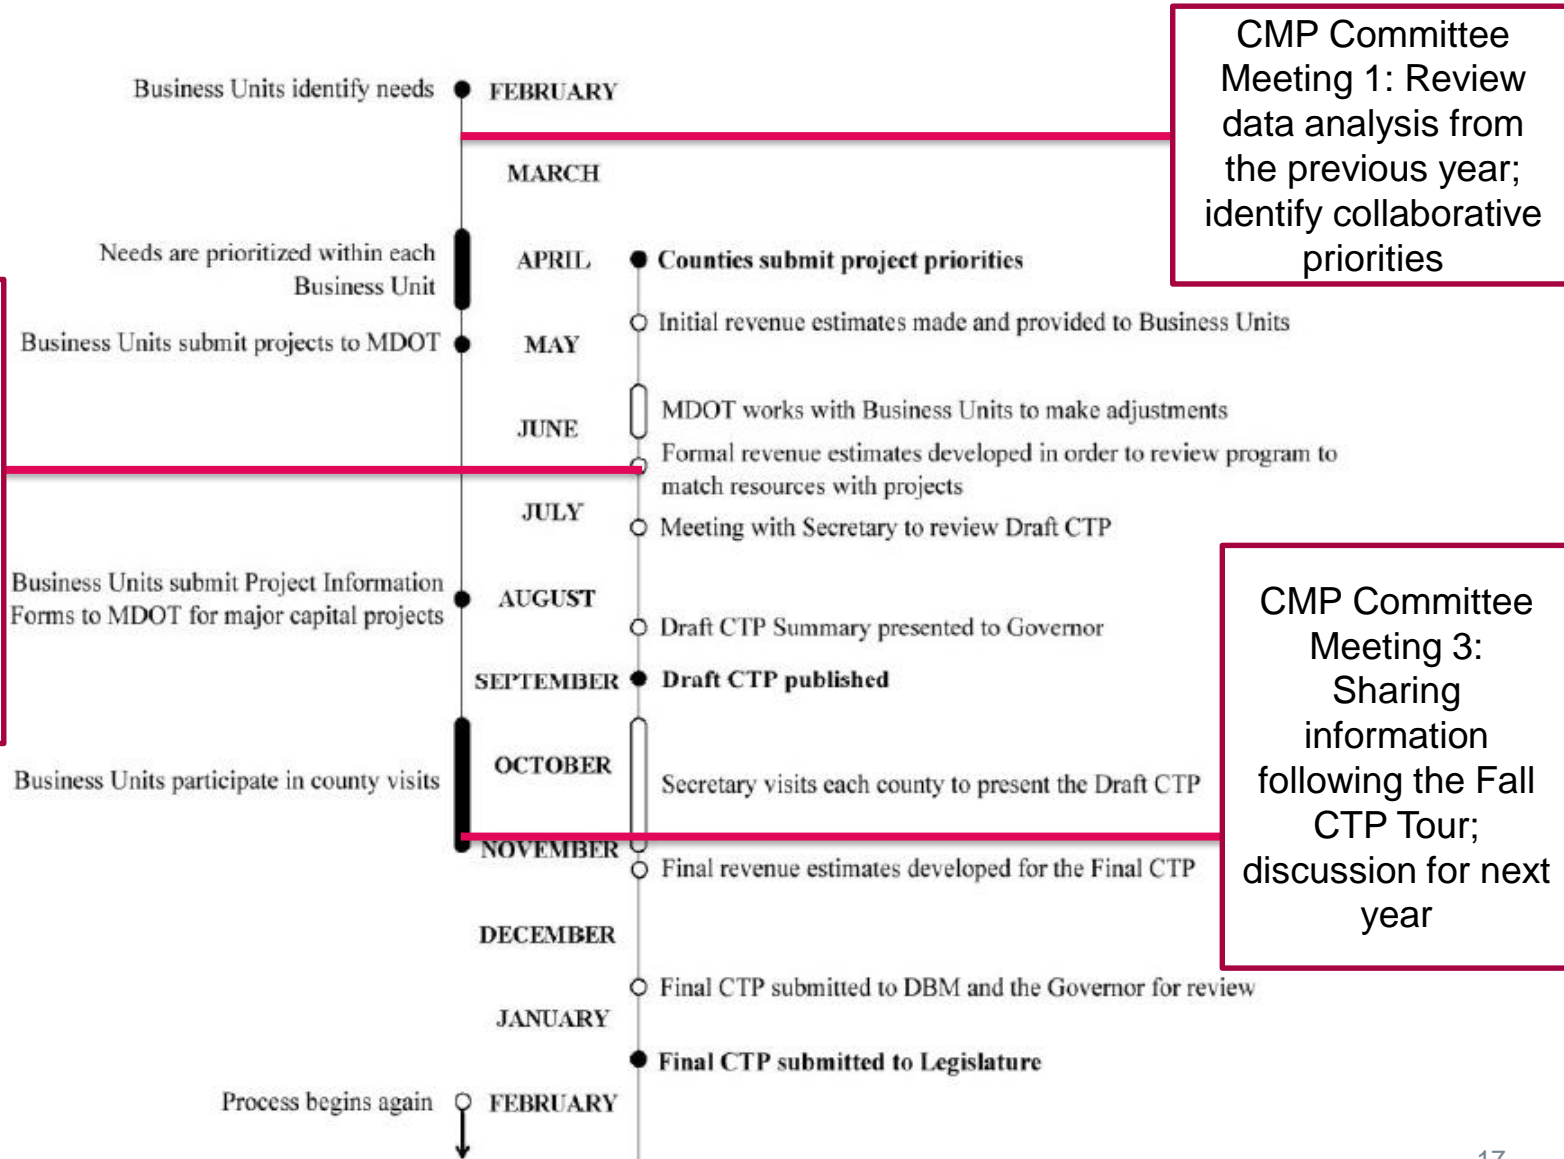 CMP Committee
Meeting 1: Review
data analysis from
the previous year;
identify collaborative
priorities
Business Units identify needs
FEBRUARY
MARCH
Needs are prioritized within each
Business Unit
APRIL
Counties submit project priorities
Initial revenue estimates made and provided to Business Units
Business Units submit projects to MDOT
MAY
MDOT works with Business Units to make adjustments
JUNE
Formal revenue estimates developed in order to review program to
match resources with projects
JULY
Meeting with Secretary to review Draft CTP
Business Units submit Project Information
Forms to MDOT for major capital projects
AUGUST
Draft CTP Summary presented to Governor
SEPTEMBER
Draft CTP published
CMP Committee
Meeting 3:
Sharing
information
following the Fall
CTP Tour;
discussion for next
year
OCTOBER
Business Units participate in county visits
Secretary visits each county to present the Draft CTP
NOVEMBER
Final revenue estimates developed for the Final CTP
DECEMBER
Final CTP submitted to DBM and the Governor for review
JANUARY
Final CTP submitted to Legislature
Process begins again
FEBRUARY
17